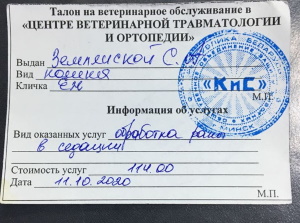 Талон на ветеринарное обслуживание в
«ЦЕНТРЕ ВЕТЕРИНАРНОЙ ТРАВМАТОЛОГИИ
И ОРТОПЕДИИ»
Выдан Землянской С.
Вид кошка
Кличка
«КиС»
М.П.
Информация об услугах
Вид оказанных услуг обработка раны
в седации
Стоимость услуг 114.00
Дата 11.10.2020
М.П.